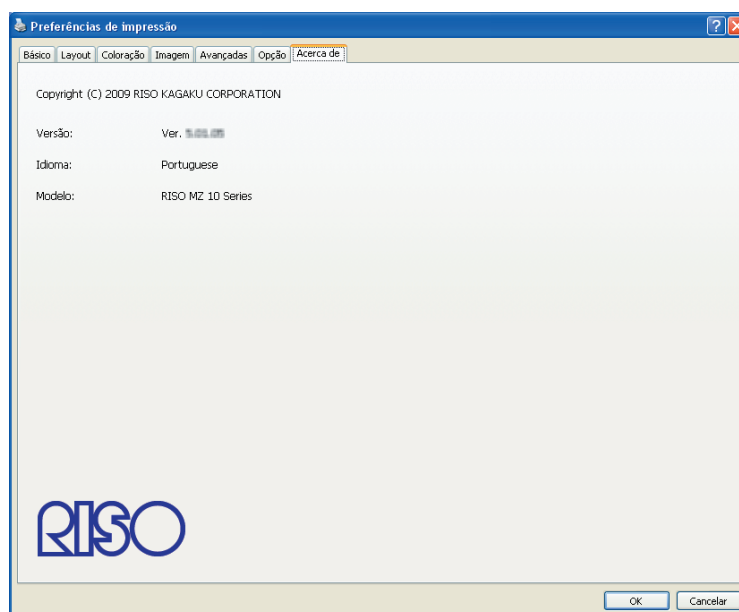 Preferências de impressão
Básico Layout Coloração Imagem Avançadas Opção Acerca de
Copyright (C) 2009 RISO KAGAKU CORPORATION
Versão: Ver.
Idioma: Portuguese
Modelo: RISO MZ 10 Series
RISO
OK Cancelar